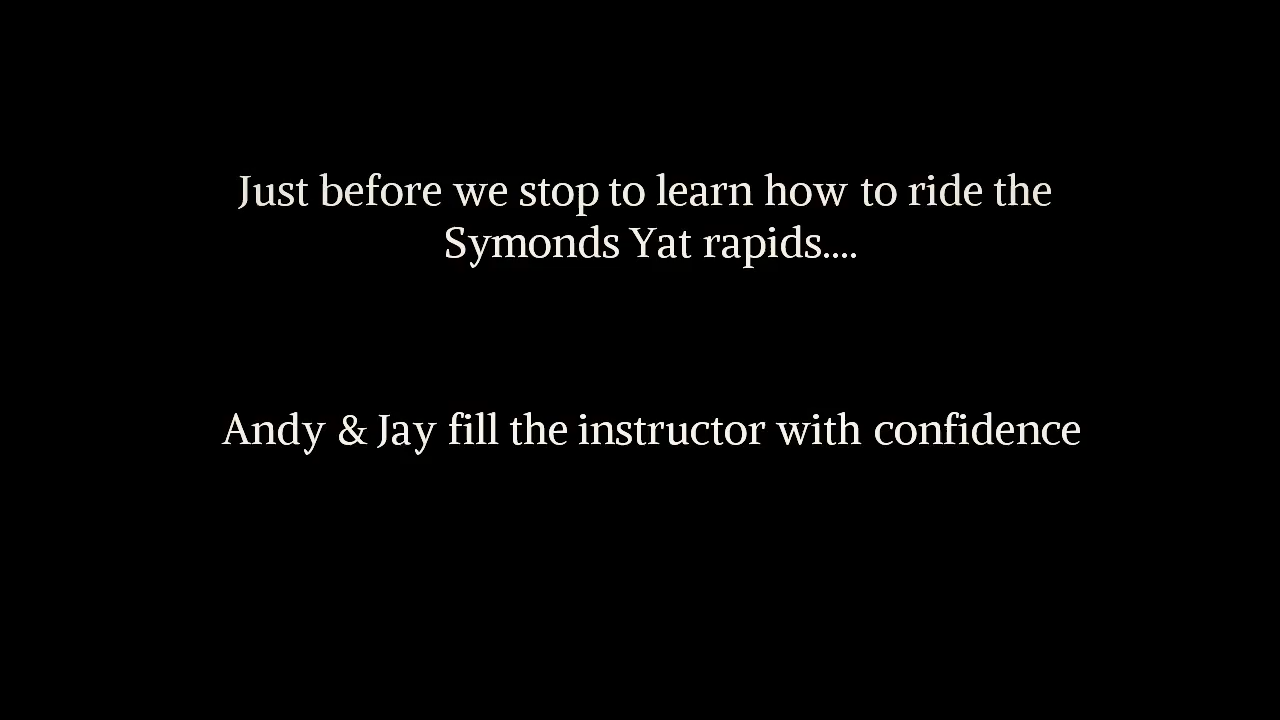 Just before we stop to learn how to ride the
Symonds Yat rapids....
Andy & Jay fill the instructor with confidence